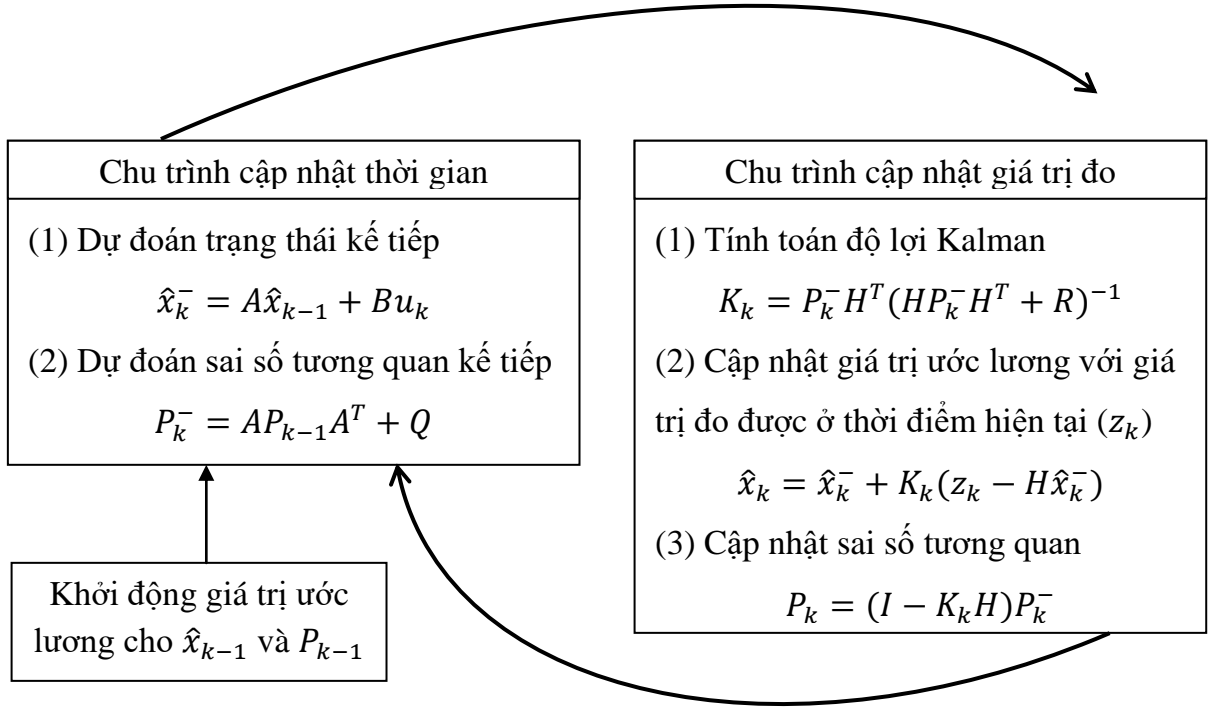 Chu trình cập nhật thời gian
(1) Dự đoán trạng thái kế tiếp
x̂ₖ⁻ = Ax̂ₖ₋₁ + Buₖ
(2) Dự đoán sai số tương quan kế tiếp
Pₖ⁻ = APₖ₋₁Aᵀ + Q
Khởi động giá trị ước
lương cho x̂ₖ₋₁ và Pₖ₋₁
Chu trình cập nhật giá trị đo
(1) Tính toán độ lợi Kalman
Kₖ = Pₖ⁻Hᵀ(HPₖ⁻Hᵀ + R)⁻¹
(2) Cập nhật giá trị ước lương với giá
trị đo được ở thời điểm hiện tại (zₖ)
x̂ₖ = x̂ₖ⁻ + Kₖ(zₖ − Hx̂ₖ⁻)
(3) Cập nhật sai số tương quan
Pₖ = (I − KₖH)Pₖ⁻